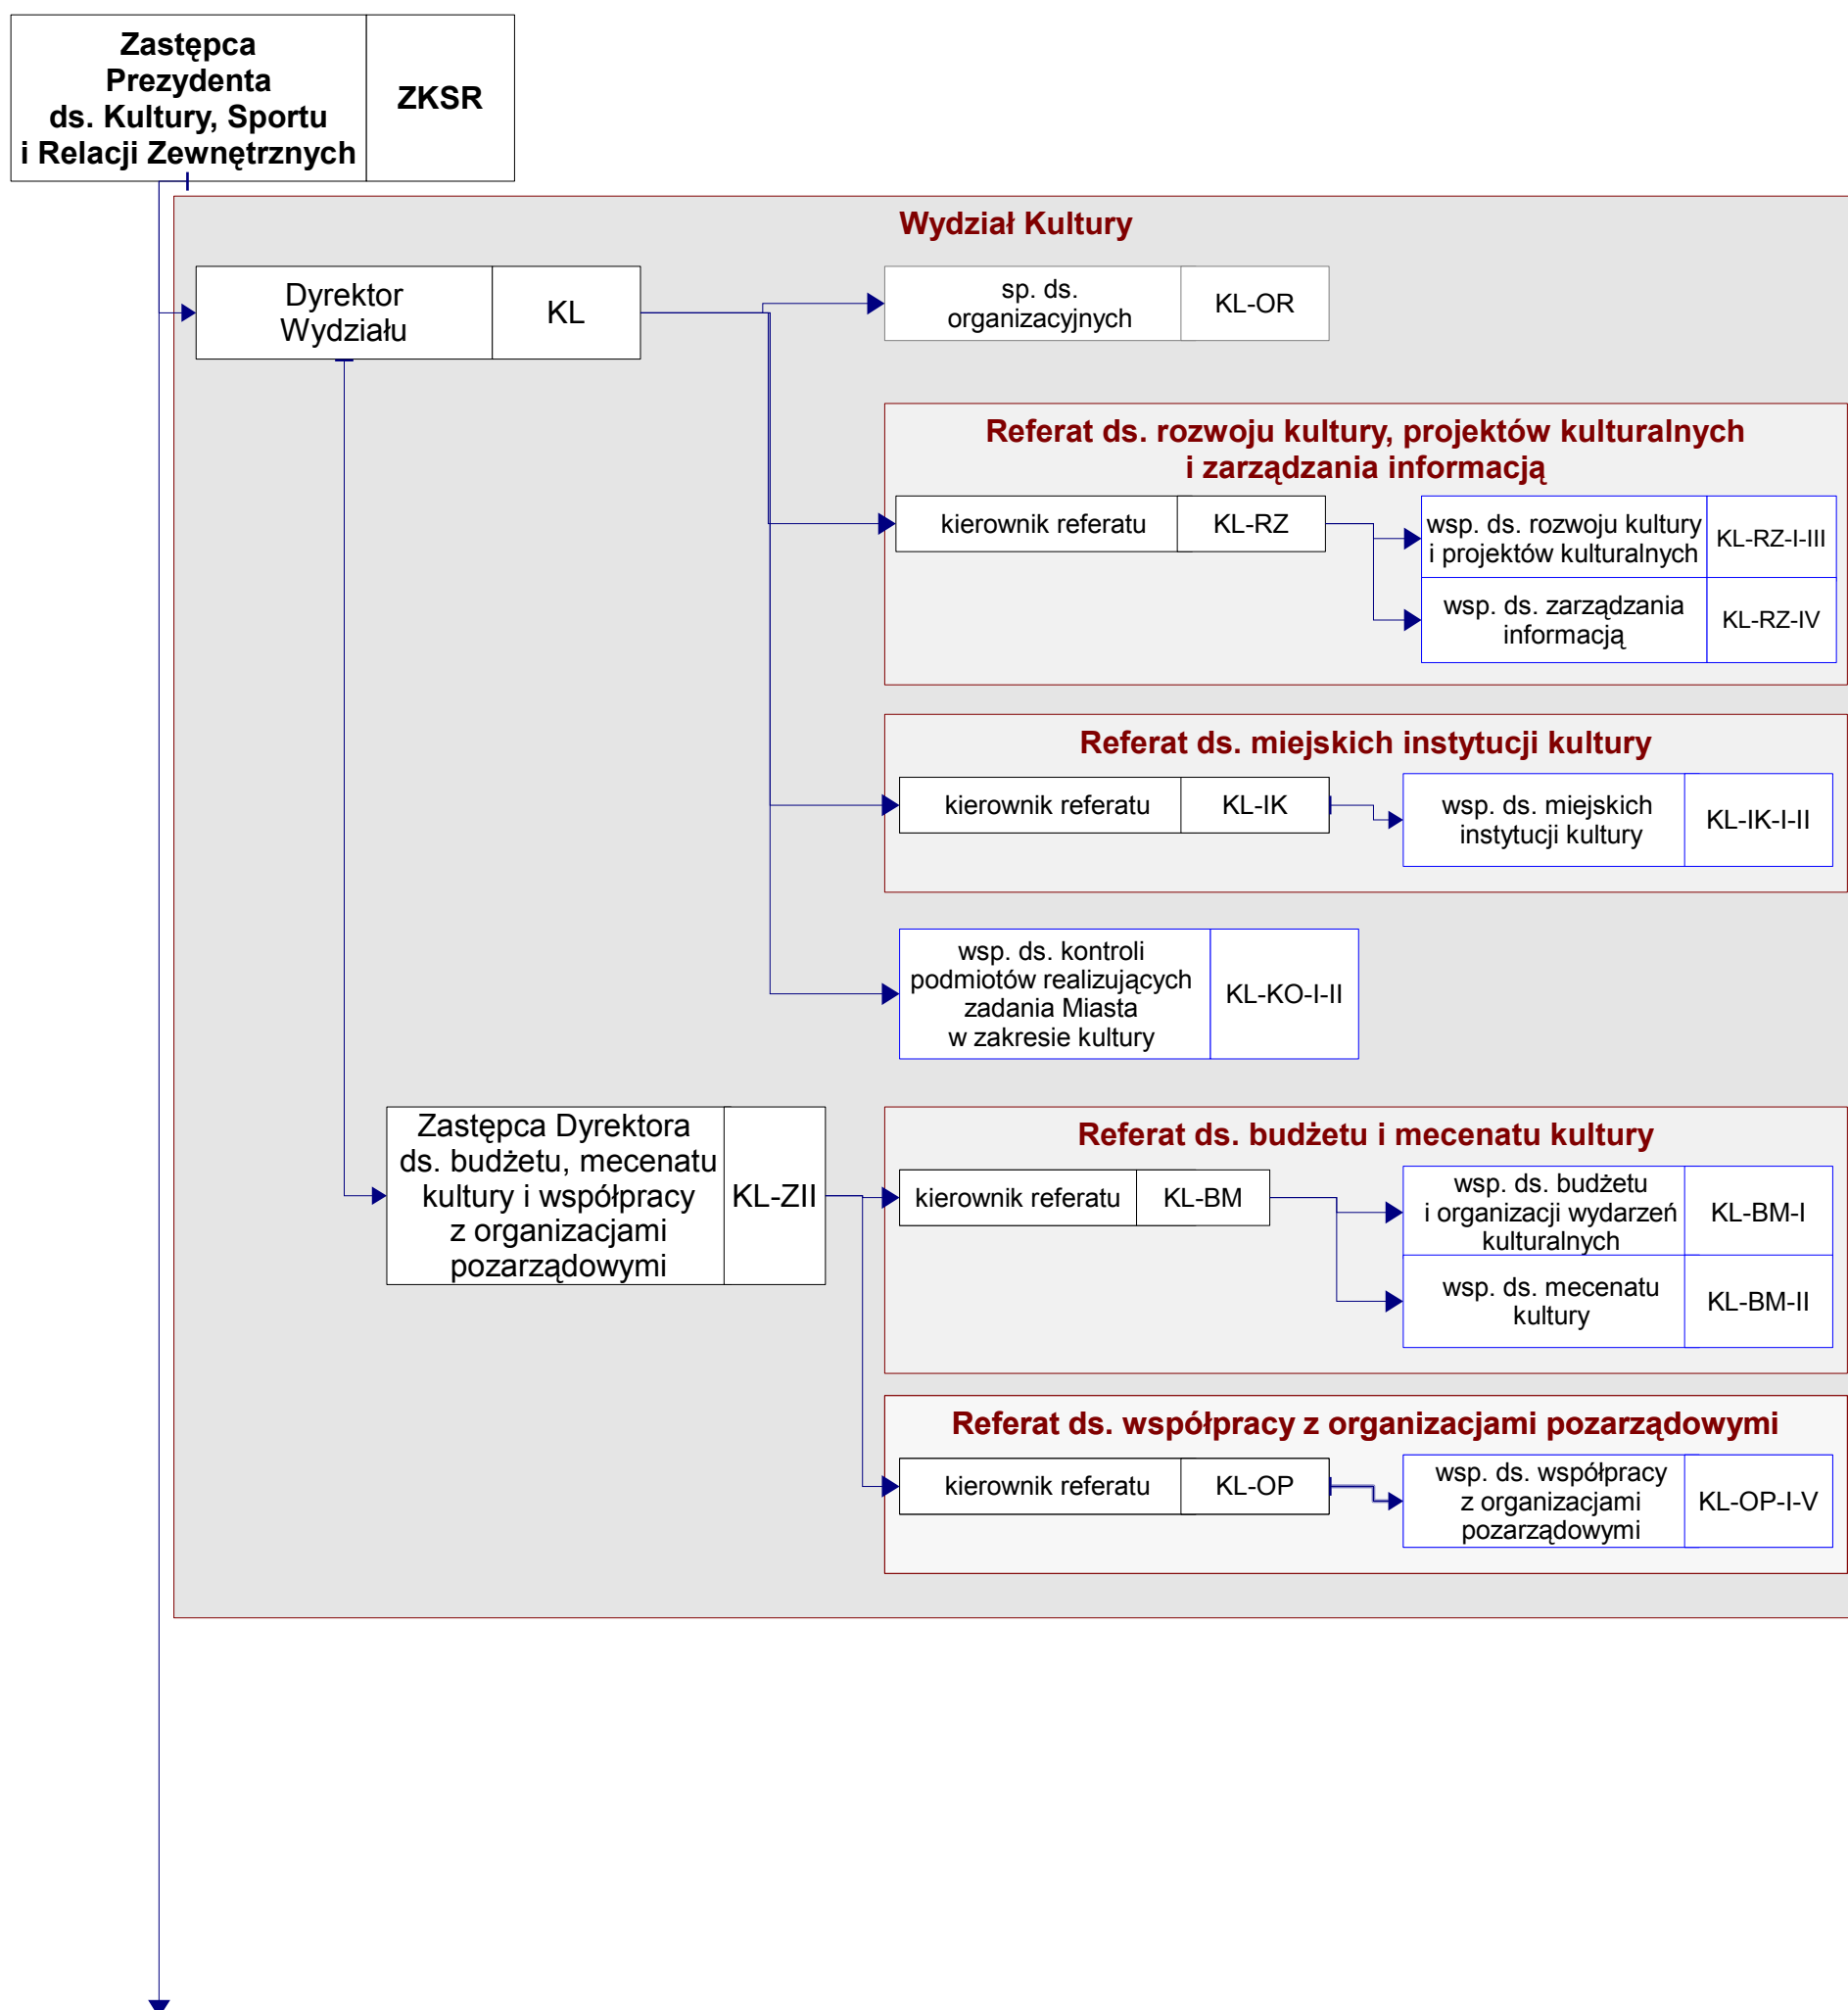 Zastępca
Prezydenta
ds. Kultury, Sportu
i Relacji Zewnętrznych
ZKSR
Wydział Kultury
Dyrektor
Wydziału
KL
sp. ds.
organizacyjnych
KL-OR
Referat ds. rozwoju kultury, projektów kulturalnych
i zarządzania informacją
kierownik referatu
KL-RZ
wsp. ds. rozwoju kultury
i projektów kulturalnych
KL-RZ-I-III
wsp. ds. zarządzania
informacją
KL-RZ-IV
Referat ds. miejskich instytucji kultury
kierownik referatu
KL-IK
wsp. ds. miejskich
instytucji kultury
KL-IK-I-II
wsp. ds. kontroli
podmiotów realizujących
zadania Miasta
w zakresie kultury
KL-KO-I-II
Zastępca Dyrektora
ds. budżetu, mecenatu
kultury i współpracy
z organizacjami
pozarządowymi
KL-ZII
Referat ds. budżetu i mecenatu kultury
kierownik referatu
KL-BM
wsp. ds. budżetu
i organizacji wydarzeń
kulturalnych
KL-BM-I
wsp. ds. mecenatu
kultury
KL-BM-II
Referat ds. współpracy z organizacjami pozarządowymi
kierownik referatu
KL-OP
wsp. ds. współpracy
z organizacjami
pozarządowymi
KL-OP-I-V